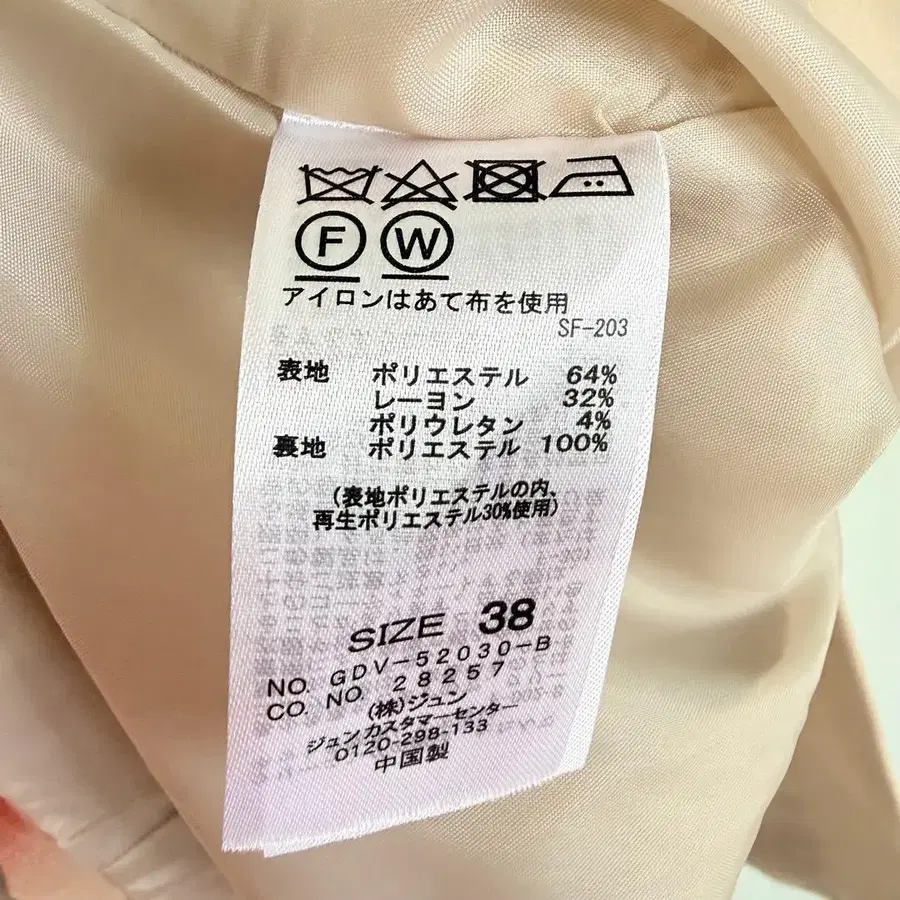 F W
アイロンはあて布を使用
SF-203
表地 ポリエステル 64%
レーヨン 32%
ポリウレタン 4%
裏地 ポリエステル 100%
(表地ポリエステルの内、
再生ポリエステル30%使用)
SIZE 38
NO. GDV-52030-B
CO. NO. 28257
(株)ジュン
ジュンカスタマーセンター
0120-298-133
中国製